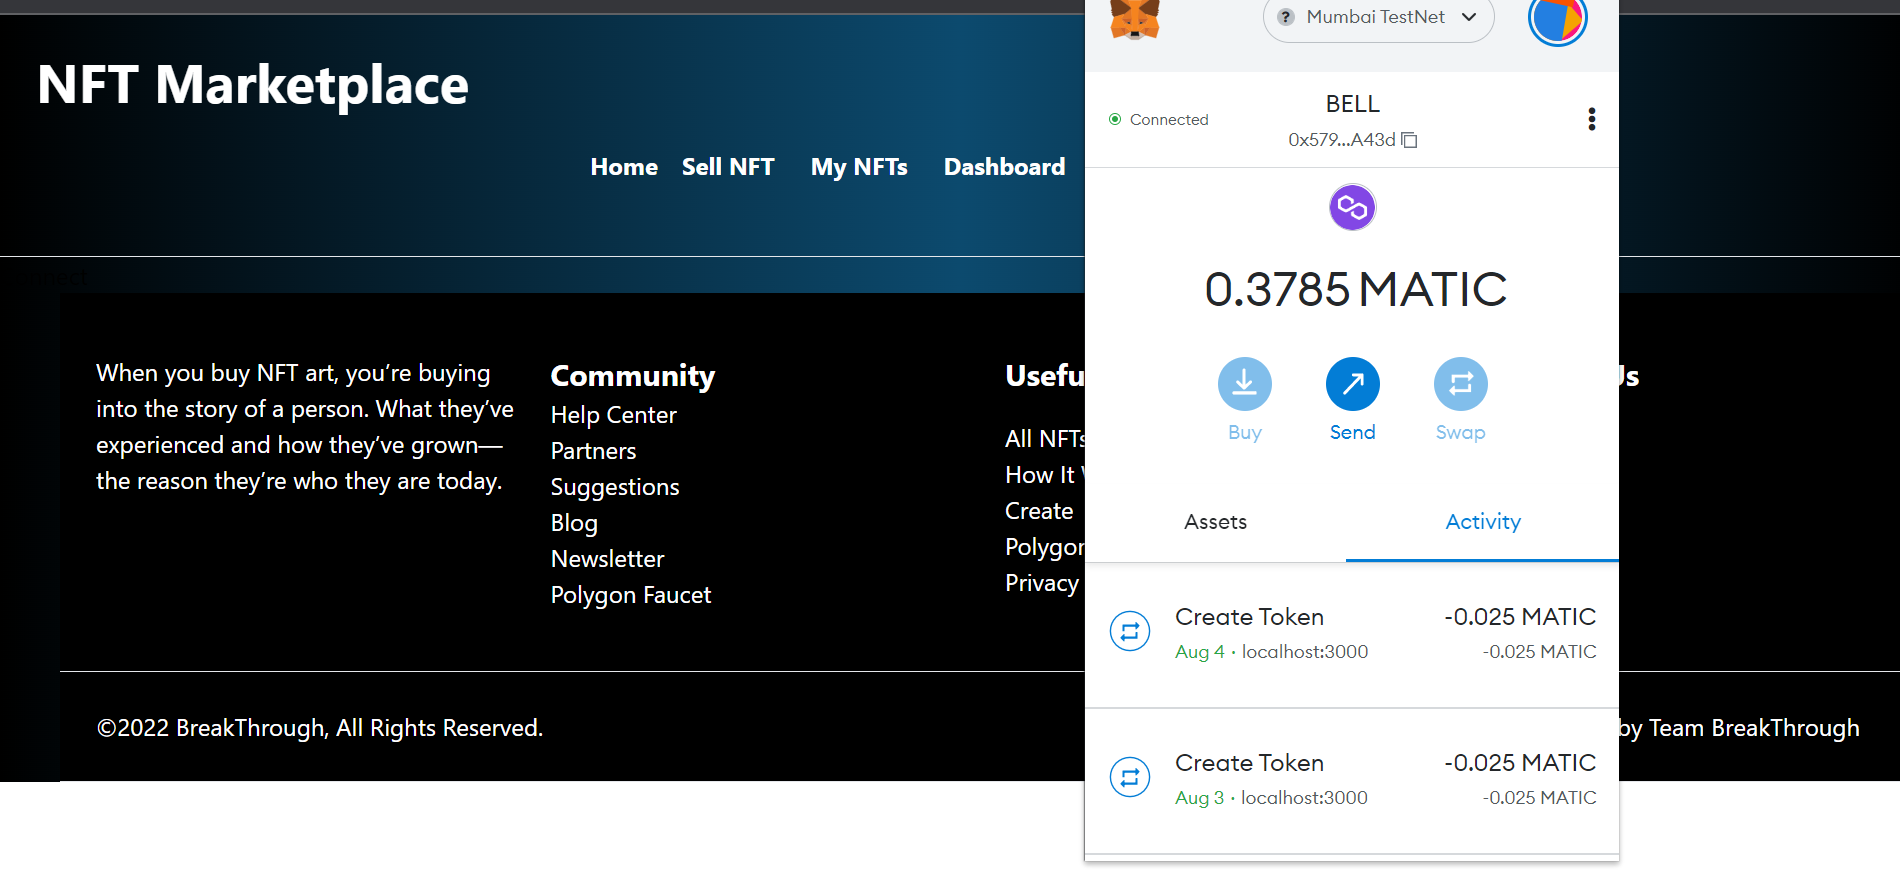 NFT Marketplace
Home Sell NFT My NFTs Dashboard
When you buy NFT art, you’re buying
into the story of a person. What they’ve
experienced and how they’ve grown—
the reason they’re who they are today.
Community
Help Center
Partners
Suggestions
Blog
Newsletter
Polygon Faucet
All NFTs
How It
Create
Polygon
Privacy
©2022 BreakThrough, All Rights Reserved.
by Team BreakThrough
? Mumbai TestNet
Connected
BELL
0x579...A43d
0.3785 MATIC
Buy Send Swap
Assets Activity
Create Token -0.025 MATIC
Aug 4 · localhost:3000 -0.025 MATIC
Create Token -0.025 MATIC
Aug 3 · localhost:3000 -0.025 MATIC